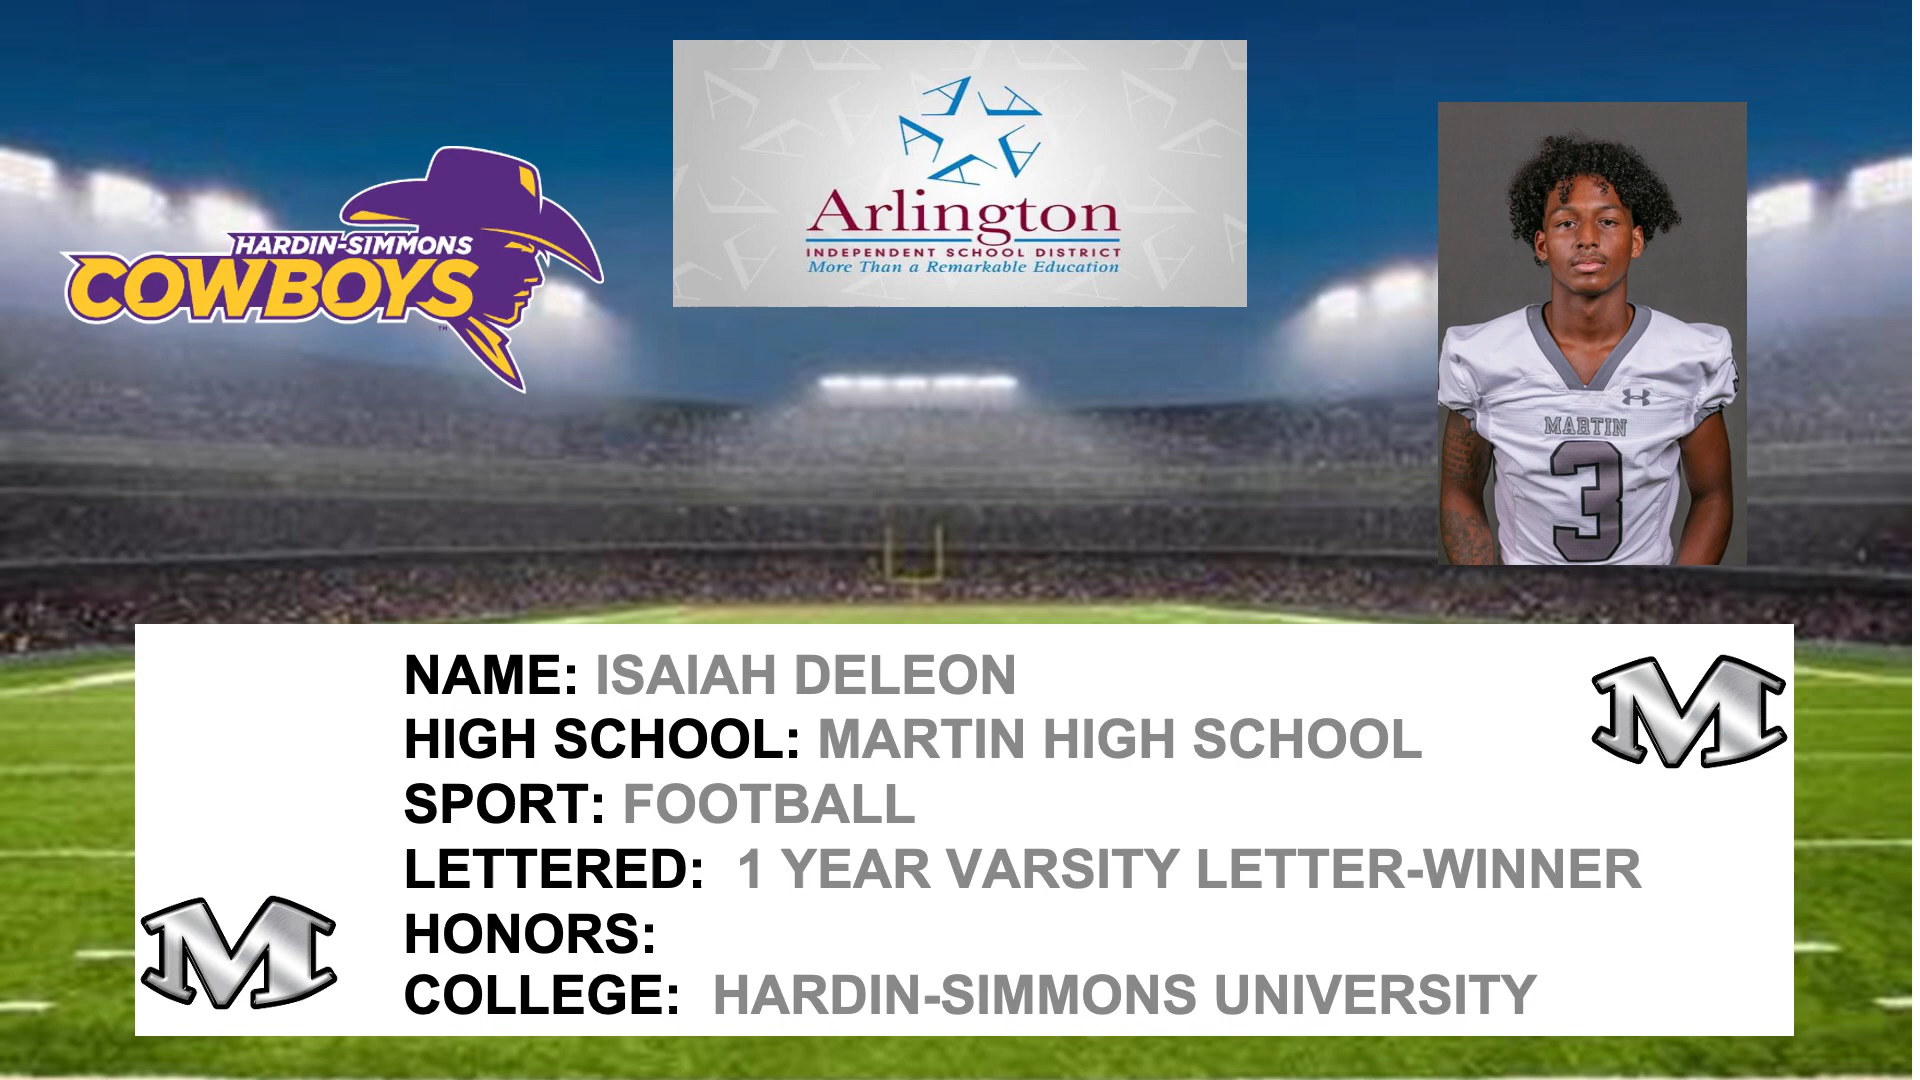 Arlington
INDEPENDENT SCHOOL DISTRICT
More Than a Remarkable Education
HARDIN-SIMMONS
COWBOYS
TM
MARTIN
3
NAME: ISAIAH DELEON
HIGH SCHOOL: MARTIN HIGH SCHOOL
SPORT: FOOTBALL
LETTERED: 1 YEAR VARSITY LETTER-WINNER
HONORS:
COLLEGE: HARDIN-SIMMONS UNIVERSITY
M
M